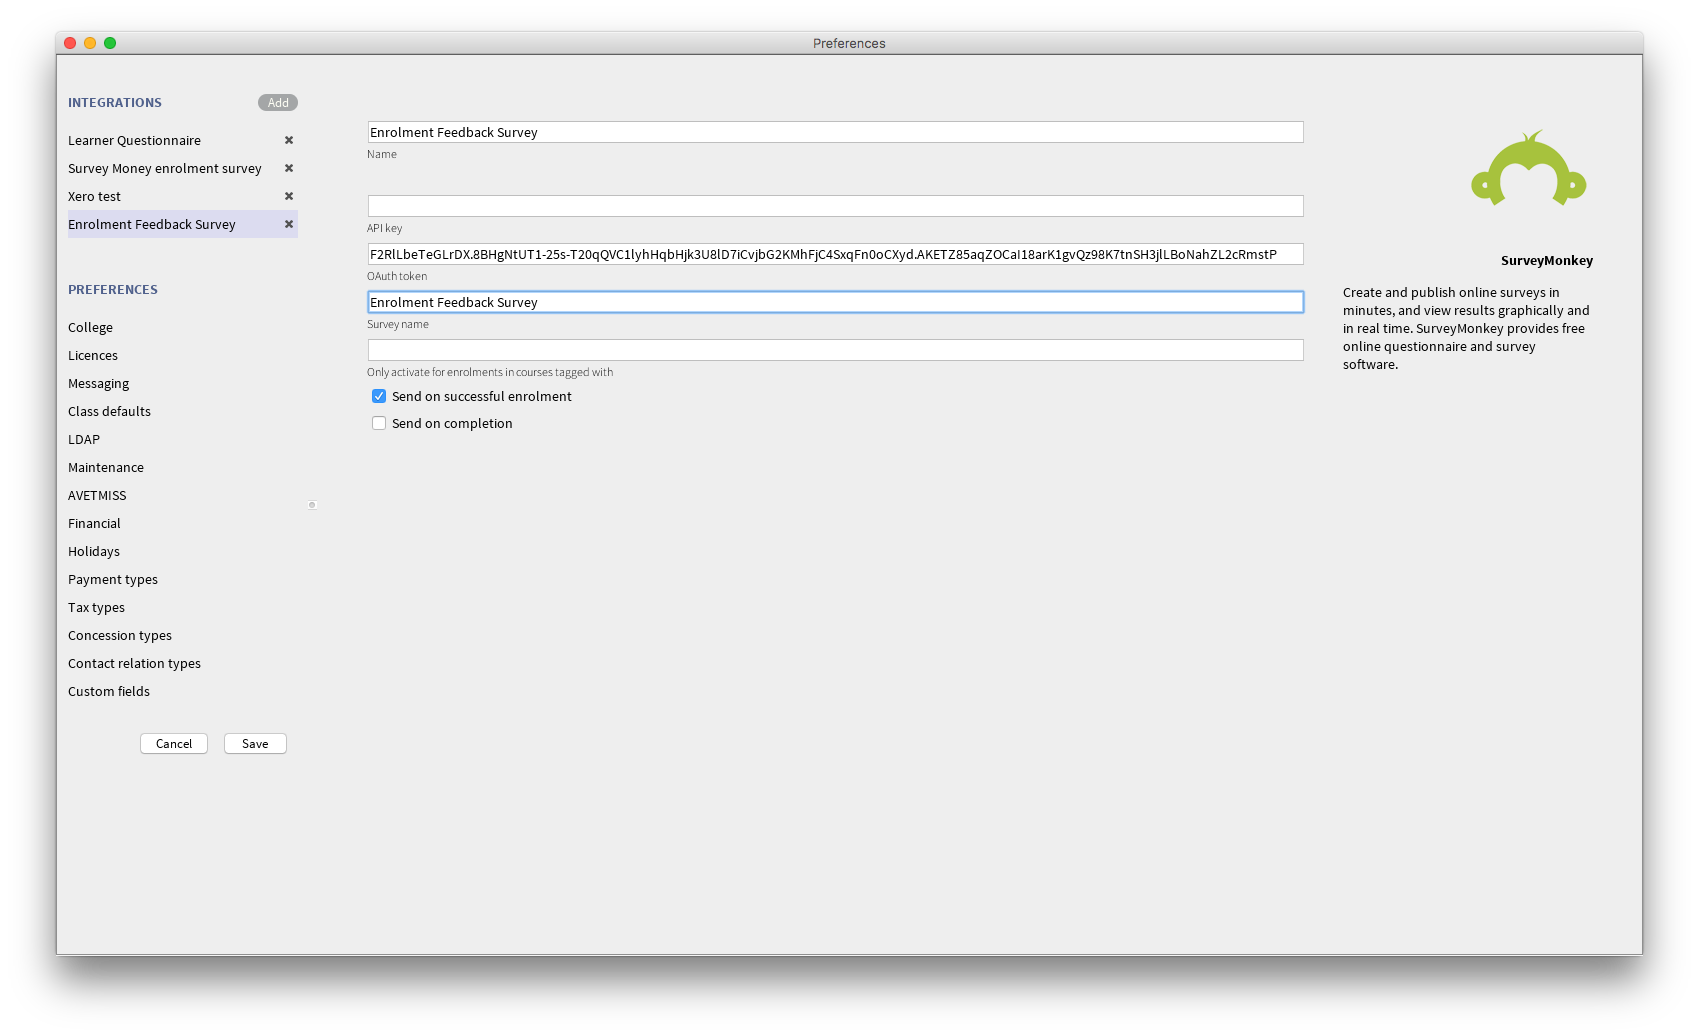 Preferences
INTEGRATIONS
Add
Learner Questionnaire
Survey Money enrolment survey
Xero test
Enrolment Feedback Survey
PREFERENCES
College
Licences
Messaging
Class defaults
LDAP
Maintenance
AVETMISS
Financial
Holidays
Payment types
Tax types
Concession types
Contact relation types
Custom fields
Cancel
Save
Enrolment Feedback Survey
Name
API key
F2RlLbeTeGLrDX.8BHgNtUT1-25s-T20qQVC1lyhHqbHjk3U8lD7iCvjbG2KMhFjC4SxqFn0oCXyd.AKETZ85aqZOCaI18arK1gvQz98K7tnSH3jlLBoNahZL2cRmstP
OAuth token
Enrolment Feedback Survey
Survey name
Only activate for enrolments in courses tagged with
Send on successful enrolment
Send on completion
SurveyMonkey
Create and publish online surveys in
minutes, and view results graphically and
in real time. SurveyMonkey provides free
online questionnaire and survey
software.